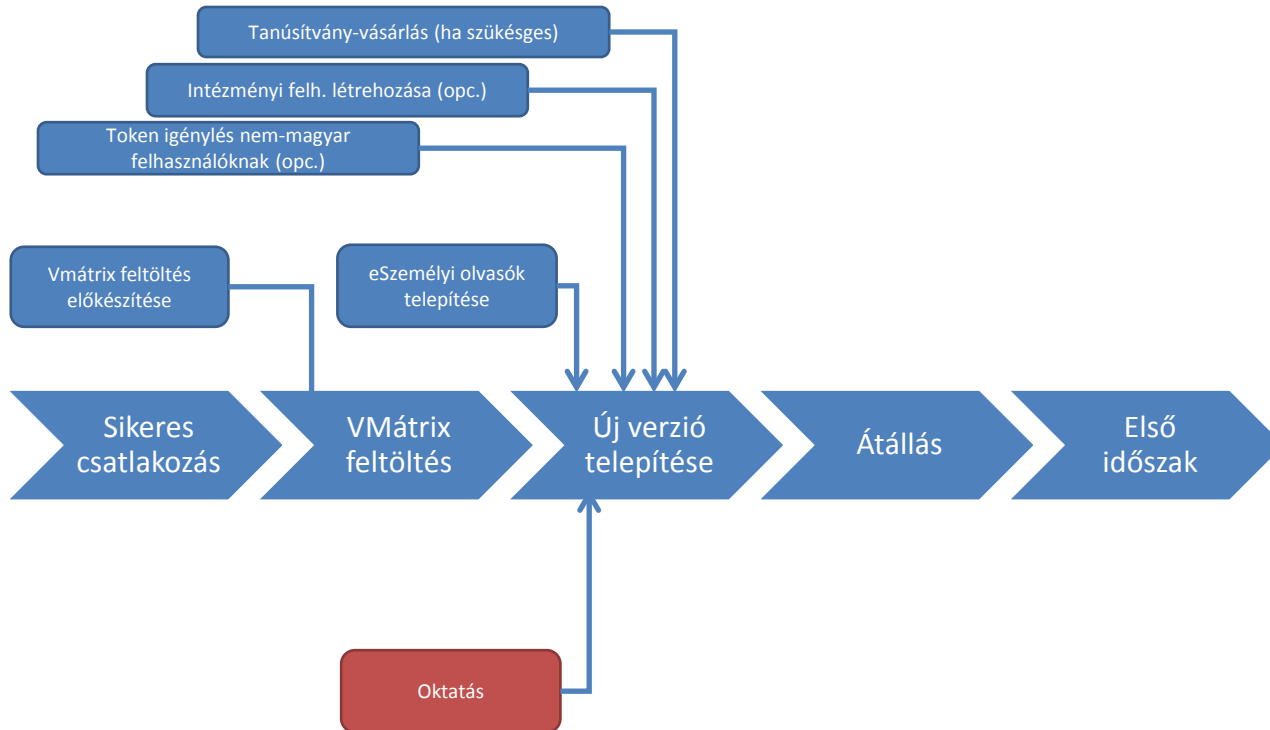 Tanúsítvány-vásárlás (ha szükésges)
Intézményi felh. létrehozása (opc.)
Token igénylés nem-magyar
felhasználóknak (opc.)
Vmátrix feltöltés
előkészítése
eSzemélyi olvasók
telepítése
Sikeres
csatlakozás
VMátrix
feltöltés
Új verzió
telepítése
Átállás
Első
időszak
Oktatás